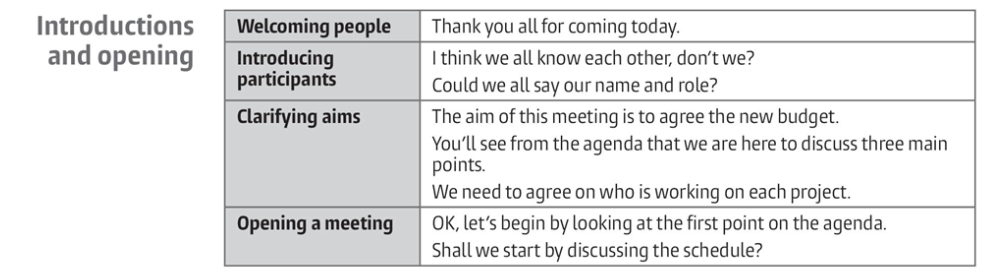 Introductions
and opening
Welcoming people
Thank you all for coming today.
Introducing
participants
I think we all know each other, don’t we?
Could we all say our name and role?
Clarifying aims
The aim of this meeting is to agree the new budget.
You’ll see from the agenda that we are here to discuss three main
points.
We need to agree on who is working on each project.
Opening a meeting
OK, let’s begin by looking at the first point on the agenda.
Shall we start by discussing the schedule?